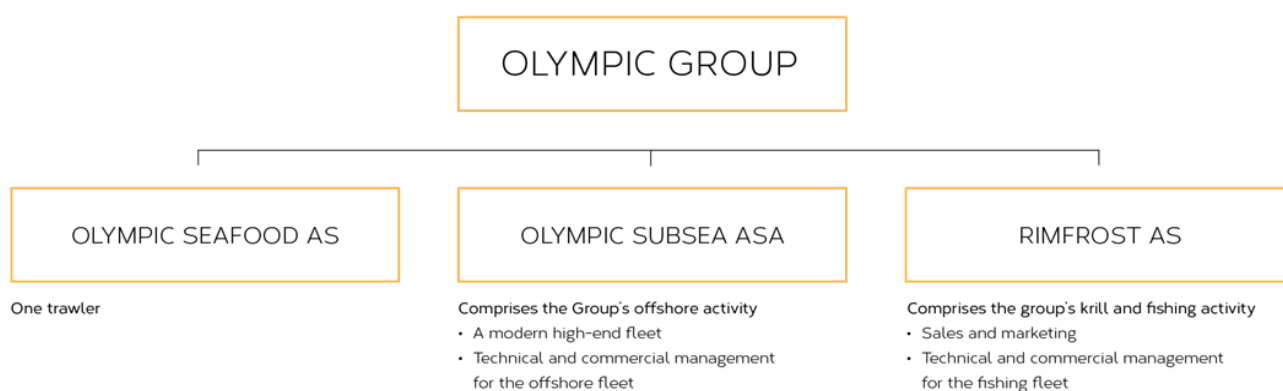 OLYMPIC GROUP
OLYMPIC SEAFOOD AS
One trawler
OLYMPIC SUBSEA ASA
Comprises the Group's offshore activity
• A modern high-end fleet
• Technical and commercial management
for the offshore fleet
RIMFROST AS
Comprises the group's krill and fishing activity
• Sales and marketing
• Technical and commercial management
for the fishing fleet